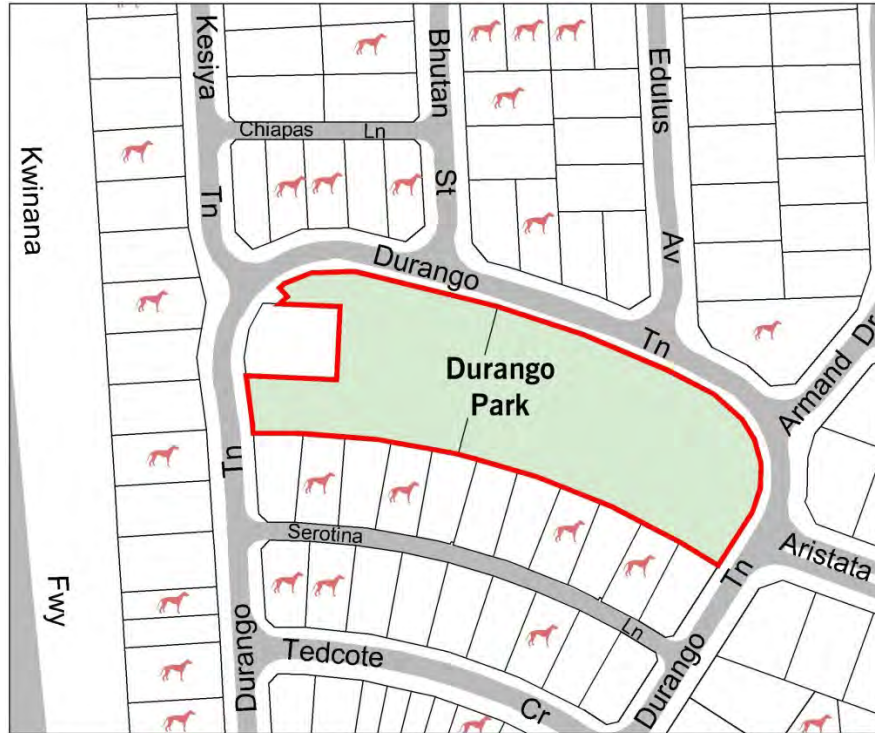 Kesiya
Tn
Bhutan
St
Edulus
Av
Chiapas Ln
Kwinana
Fwy
Durango
Tn
Armand Dr
Durango
Park
Tn
Durango
Serotina
Ln
Aristata
Tedcote
Cr
Durango
Tn